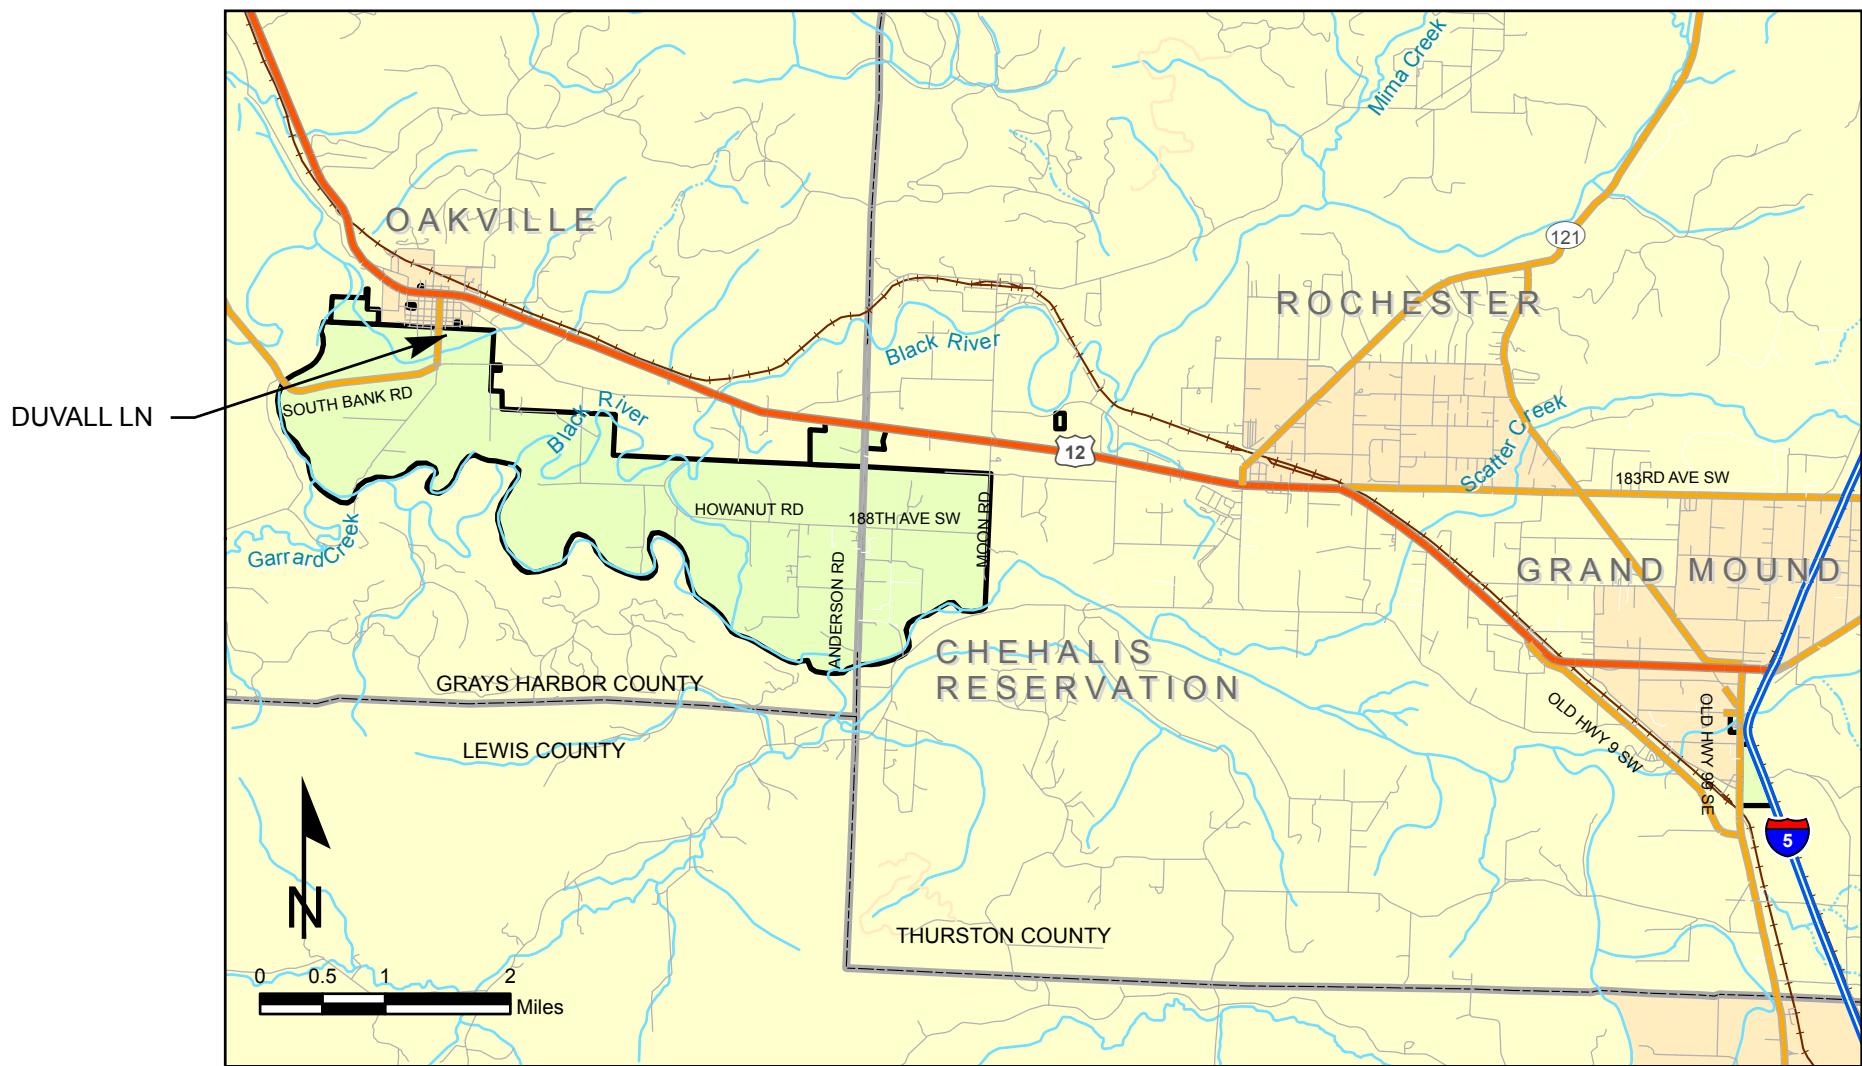 Mima Creek
OAKVILLE
121
ROCHESTER
Black River
DUVALL LN
SOUTH BANK RD
Black River
12
Scatter Creek
183RD AVE SW
HOWANUT RD
188TH AVE SW
MOON RD
Garrard Creek
ANDERSON RD
GRAND MOUND
CHEHALIS
RESERVATION
GRAYS HARBOR COUNTY
OLD HWY 9 SW
OLD HWY 99 SE
LEWIS COUNTY
5
N
THURSTON COUNTY
0 0.5 1 2
Miles